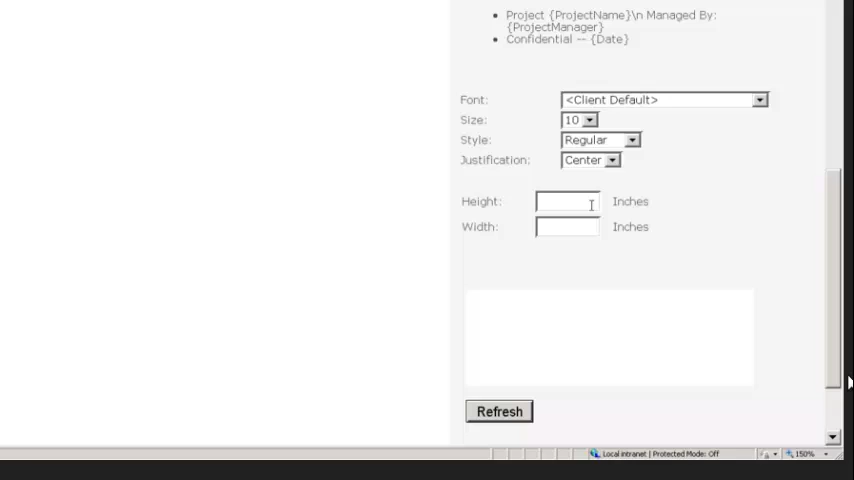 • Project {ProjectName}\n Managed By:
{ProjectManager}
• Confidential -- {Date}
Font: <Client Default>
Size: 10
Style: Regular
Justification: Center
Height: Inches
Width: Inches
Refresh
Local intranet | Protected Mode: Off 150%